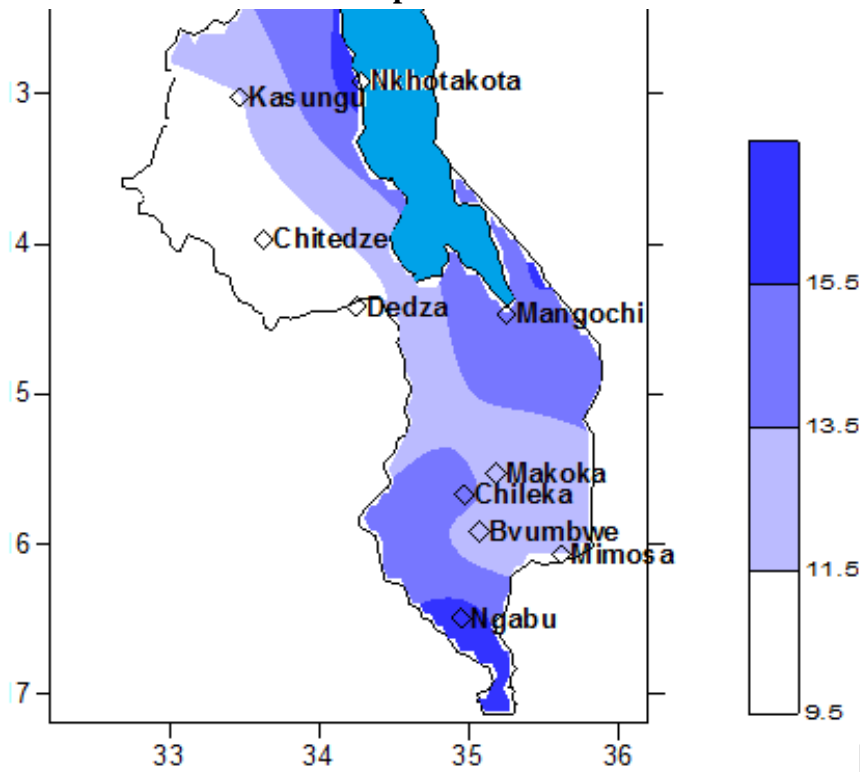 3
Nkhotakota
Kasungu
4
Chitedze
Dedza
Mangochi
15.5
5
13.5
Makoka
Chileka
Bvumbwe
6
Mimosa
11.5
Ngabu
7
9.5
33 34 35 36